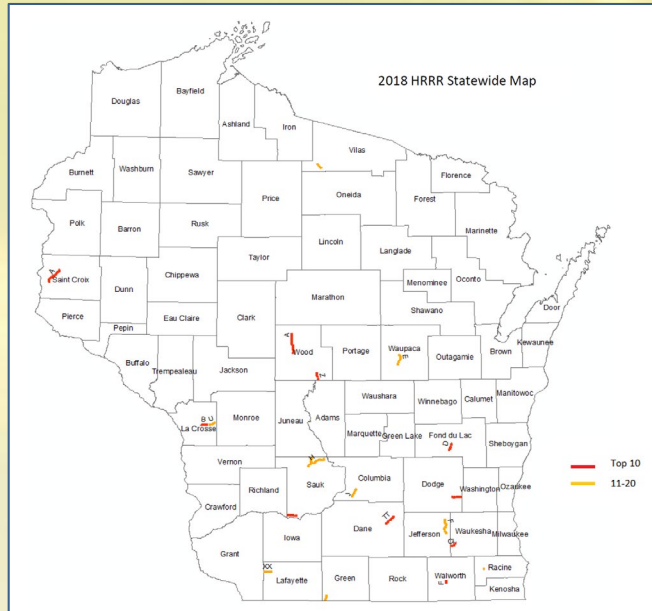 2018 HRRR Statewide Map
Douglas
Bayfield
Ashland
Iron
Vilas
Burnett
Washburn
Sawyer
Price
Oneida
Forest
Florence
Marinette
Polk
Barron
Rusk
Lincoln
Langlade
Taylor
Menominee
Oconto
A
Saint Croix
Dunn
Chippewa
Marathon
Shawano
Door
Pierce
Pepin
Eau Claire
Clark
A
Wood
Portage
Waupaca
E
Outagamie
Brown
Kewaunee
Buffalo
Trempealeau
Jackson
Z
Waushara
Winnebago
Calumet
Manitowoc
B
C
La Crosse
Monroe
Juneau
Adams
Marquette
Green Lake
Fond du Lac
Sheboygan
Vernon
H
Sauk
Columbia
Dodge
Washington
Ozaukee
Richland
Crawford
Iowa
Dane
TT
Jefferson
Waukesha
Milwaukee
Grant
XX
Lafayette
Green
Rock
Walworth
Racine
Kenosha
Top 10
11-20